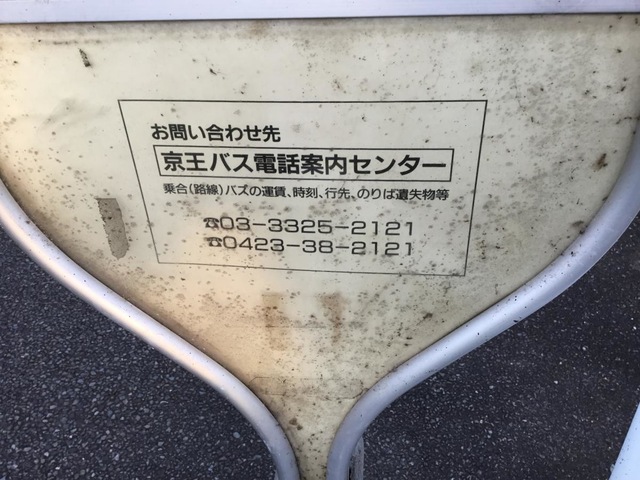 お問い合わせ先
京王バス電話案内センター
乗合(路線)バスの運賃、時刻、行先、のりば遺失物等
☎03-3325-2121
☎0423-38-2121